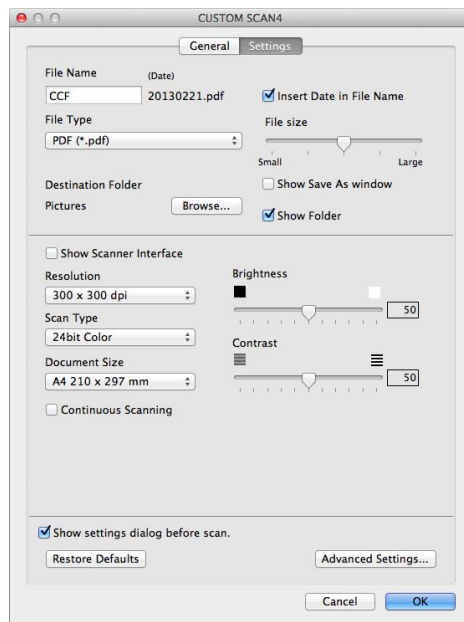 CUSTOM SCAN4
General Settings
File Name (Date)
CCF 20130221.pdf
Insert Date in File Name
File Type
PDF (*.pdf)
File size
Small Large
Destination Folder
Pictures Browse...
Show Save As window
Show Folder
Show Scanner Interface
Resolution
300 x 300 dpi
Scan Type
24bit Color
Document Size
A4 210 x 297 mm
Continuous Scanning
Brightness
50
Contrast
50
Show settings dialog before scan.
Restore Defaults Advanced Settings...
Cancel OK